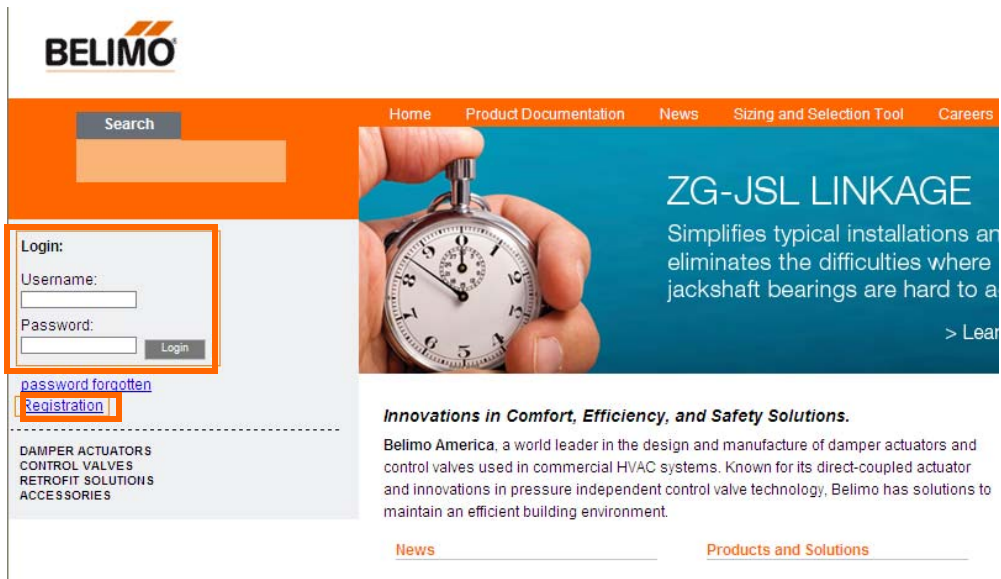 BELIMO
Search
Home Product Documentation News Sizing and Selection Tool Careers
ZG-JSL LINKAGE
Simplifies typical installations an
eliminates the difficulties where
jackshaft bearings are hard to a
> Lear
Login:
Username:
Password:
Login
password forgotten
Registration
DAMPER ACTUATORS
CONTROL VALVES
RETROFIT SOLUTIONS
ACCESSORIES
Innovations in Comfort, Efficiency, and Safety Solutions.
Belimo America, a world leader in the design and manufacture of damper actuators and
control valves used in commercial HVAC systems. Known for its direct-coupled actuator
and innovations in pressure independent control valve technology, Belimo has solutions to
maintain an efficient building environment.
News
Products and Solutions